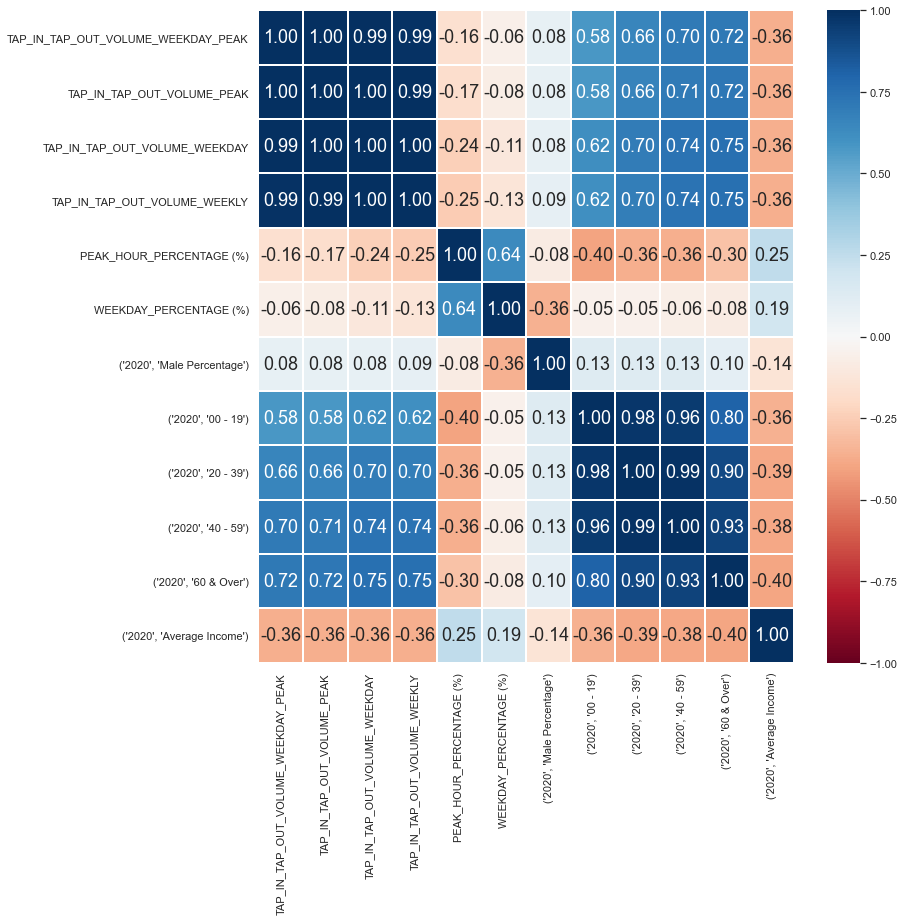 TAP_IN_TAP_OUT_VOLUME_WEEKDAY_PEAK 1.00 1.00 0.99 0.99 -0.16 -0.06 0.08 0.58 0.66 0.70 0.72 -0.36
TAP_IN_TAP_OUT_VOLUME_PEAK 1.00 1.00 1.00 0.99 -0.17 -0.08 0.08 0.58 0.66 0.71 0.72 -0.36
TAP_IN_TAP_OUT_VOLUME_WEEKDAY 0.99 1.00 1.00 1.00 -0.24 -0.11 0.08 0.62 0.70 0.74 0.75 -0.36
TAP_IN_TAP_OUT_VOLUME_WEEKLY 0.99 0.99 1.00 1.00 -0.25 -0.13 0.09 0.62 0.70 0.74 0.75 -0.36
PEAK_HOUR_PERCENTAGE (%) -0.16 -0.17 -0.24 -0.25 1.00 0.64 -0.08 -0.40 -0.36 -0.36 -0.30 0.25
WEEKDAY_PERCENTAGE (%) -0.06 -0.08 -0.11 -0.13 0.64 1.00 -0.36 -0.05 -0.05 -0.06 -0.08 0.19
('2020', 'Male Percentage') 0.08 0.08 0.08 0.09 -0.08 -0.36 1.00 0.13 0.13 0.13 0.10 -0.14
('2020', '00 - 19') 0.58 0.58 0.62 0.62 -0.40 -0.05 0.13 1.00 0.98 0.96 0.80 -0.36
('2020', '20 - 39') 0.66 0.66 0.70 0.70 -0.36 -0.05 0.13 0.98 1.00 0.99 0.90 -0.39
('2020', '40 - 59') 0.70 0.71 0.74 0.74 -0.36 -0.06 0.13 0.96 0.99 1.00 0.93 -0.38
('2020', '60 & Over') 0.72 0.72 0.75 0.75 -0.30 -0.08 0.10 0.80 0.90 0.93 1.00 -0.40
('2020', 'Average Income') -0.36 -0.36 -0.36 -0.36 0.25 0.19 -0.14 -0.36 -0.39 -0.38 -0.40 1.00
TAP_IN_TAP_OUT_VOLUME_WEEKDAY_PEAK
TAP_IN_TAP_OUT_VOLUME_PEAK
TAP_IN_TAP_OUT_VOLUME_WEEKDAY
TAP_IN_TAP_OUT_VOLUME_WEEKLY
PEAK_HOUR_PERCENTAGE (%)
WEEKDAY_PERCENTAGE (%)
('2020', 'Male Percentage')
('2020', '00 - 19')
('2020', '20 - 39')
('2020', '40 - 59')
('2020', '60 & Over')
('2020', 'Average Income')
1.00
0.75
0.50
0.25
0.00
−0.25
−0.50
−0.75
−1.00